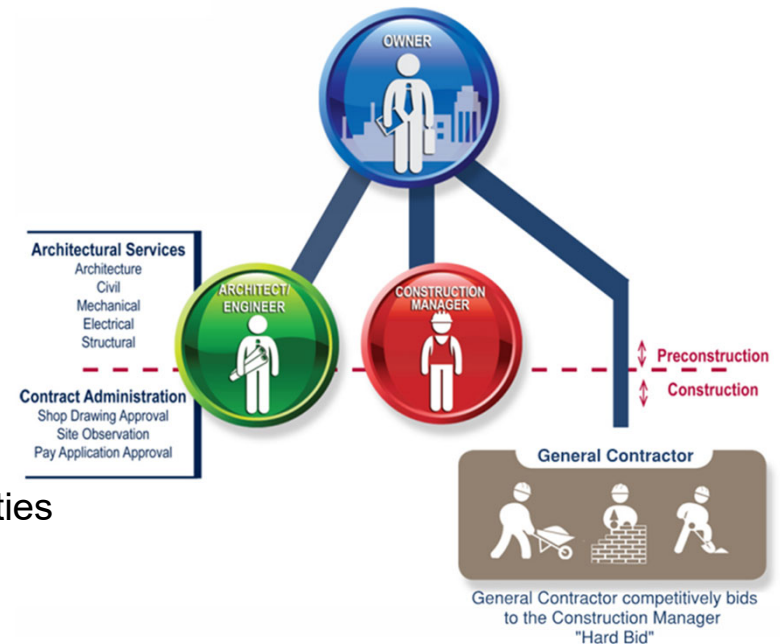 OWNER
Architectural Services
Architecture
Civil
Mechanical
Electrical
Structural
ARCHITECT/
ENGINEER
CONSTRUCTION
MANAGER
Preconstruction
Construction
Contract Administration
Shop Drawing Approval
Site Observation
Pay Application Approval
General Contractor
ties
General Contractor competitively bids
to the Construction Manager
"Hard Bid"